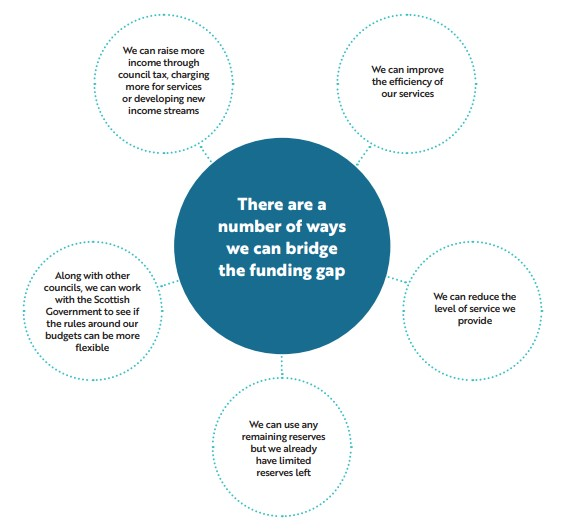 We can raise more
income through
council tax, charging
more for services
or developing new
income streams
We can improve
the efficiency of
our services
There are a
number of ways
we can bridge
the funding gap
Along with other
councils, we can work
with the Scottish
Government to see if
the rules around our
budgets can be more
flexible
We can reduce the
level of service we
provide
We can use any
remaining reserves
but we already
have limited
reserves left